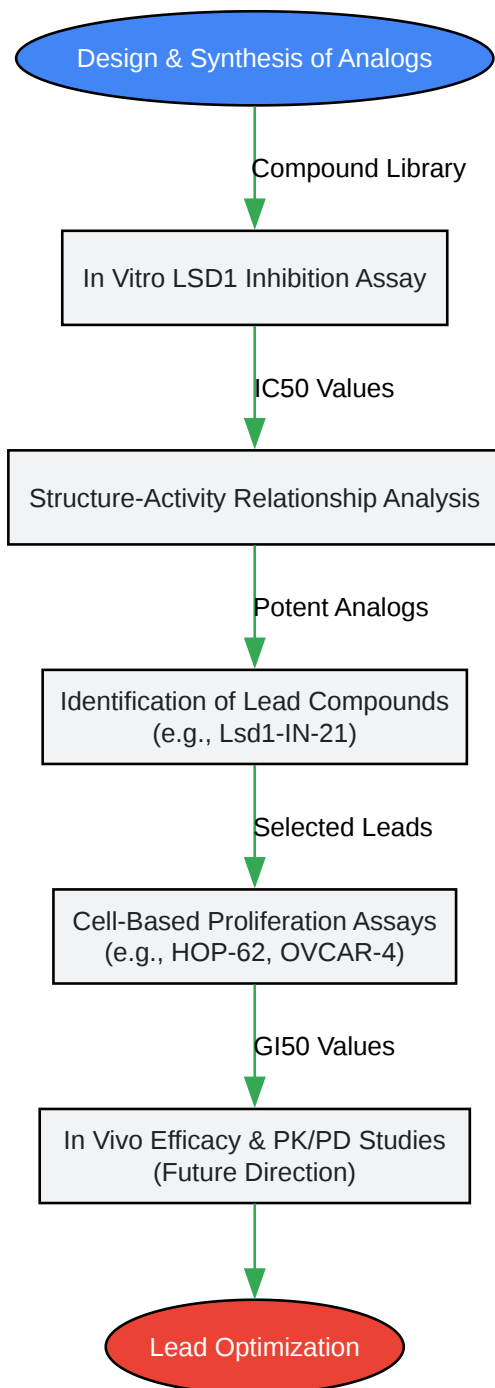 Design & Synthesis of Analogs
Compound Library
In Vitro LSD1 Inhibition Assay
IC50 Values
Structure-Activity Relationship Analysis
Potent Analogs
Identification of Lead Compounds
(e.g., Lsd1-IN-21)
Selected Leads
Cell-Based Proliferation Assays
(e.g., HOP-62, OVCAR-4)
GI50 Values
In Vivo Efficacy & PK/PD Studies
(Future Direction)
Lead Optimization